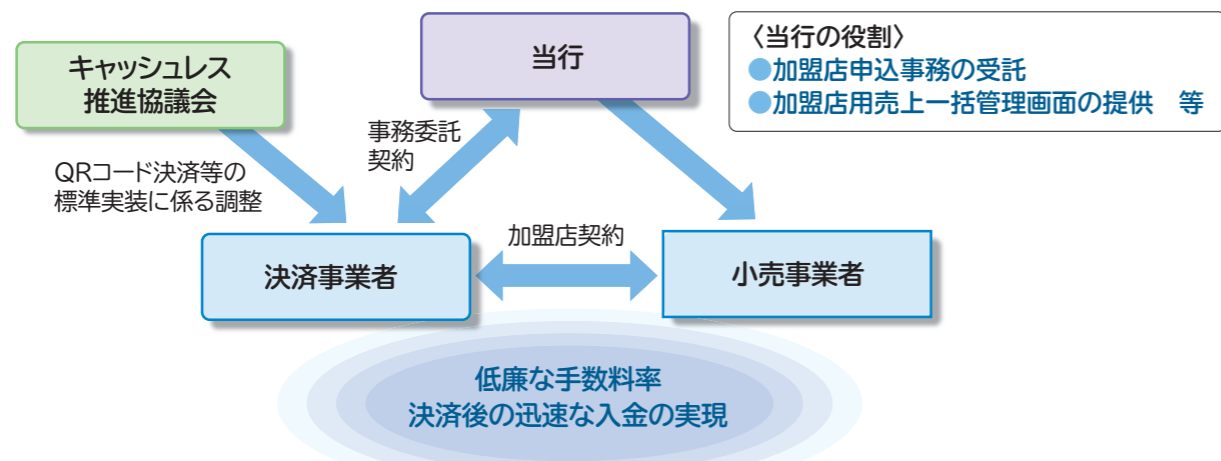 キャッシュレス
推進協議会
当行
〈当行の役割〉
●加盟店申込事務の受託
●加盟店用売上一括管理画面の提供　等
事務委託
契約
QRコード決済等の
標準実装に係る調整
加盟店契約
決済事業者
小売事業者
低廉な手数料率
決済後の迅速な入金の実現